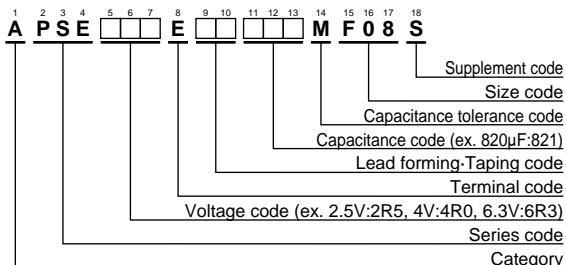 1 2 3 4 5 6 7 8 9 10 11 12 13 14 15 16 17 18
A P S E E M F 0 8 S
Supplement code
Size code
Capacitance tolerance code
Capacitance code (ex. 820µF:821)
Lead forming·Taping code
Terminal code
Voltage code (ex. 2.5V:2R5, 4V:4R0, 6.3V:6R3)
Series code
Category